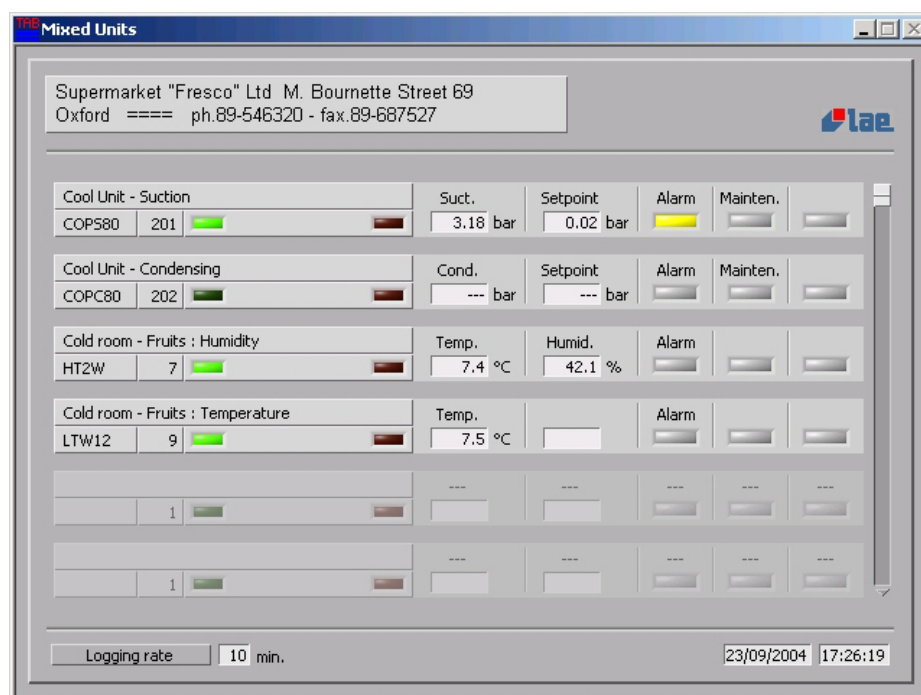 TAB Mixed Units
Supermarket "Fresco" Ltd M. Bournette Street 69
Oxford ==== ph.89-546320 - fax.89-687527
lae
Cool Unit - Suction Suct. Setpoint Alarm Mainten.
COPS80 201 3.18 bar 0.02 bar
Cool Unit - Condensing Cond. Setpoint Alarm Mainten.
COPC80 202 --- bar --- bar
Cold room - Fruits : Humidity Temp. Humid. Alarm
HT2W 7 7.4 °C 42.1 %
Cold room - Fruits : Temperature Temp. Alarm
LTW12 9 7.5 °C
--- --- --- --- ---
1
--- --- --- --- ---
1
Logging rate 10 min. 23/09/2004 17:26:19